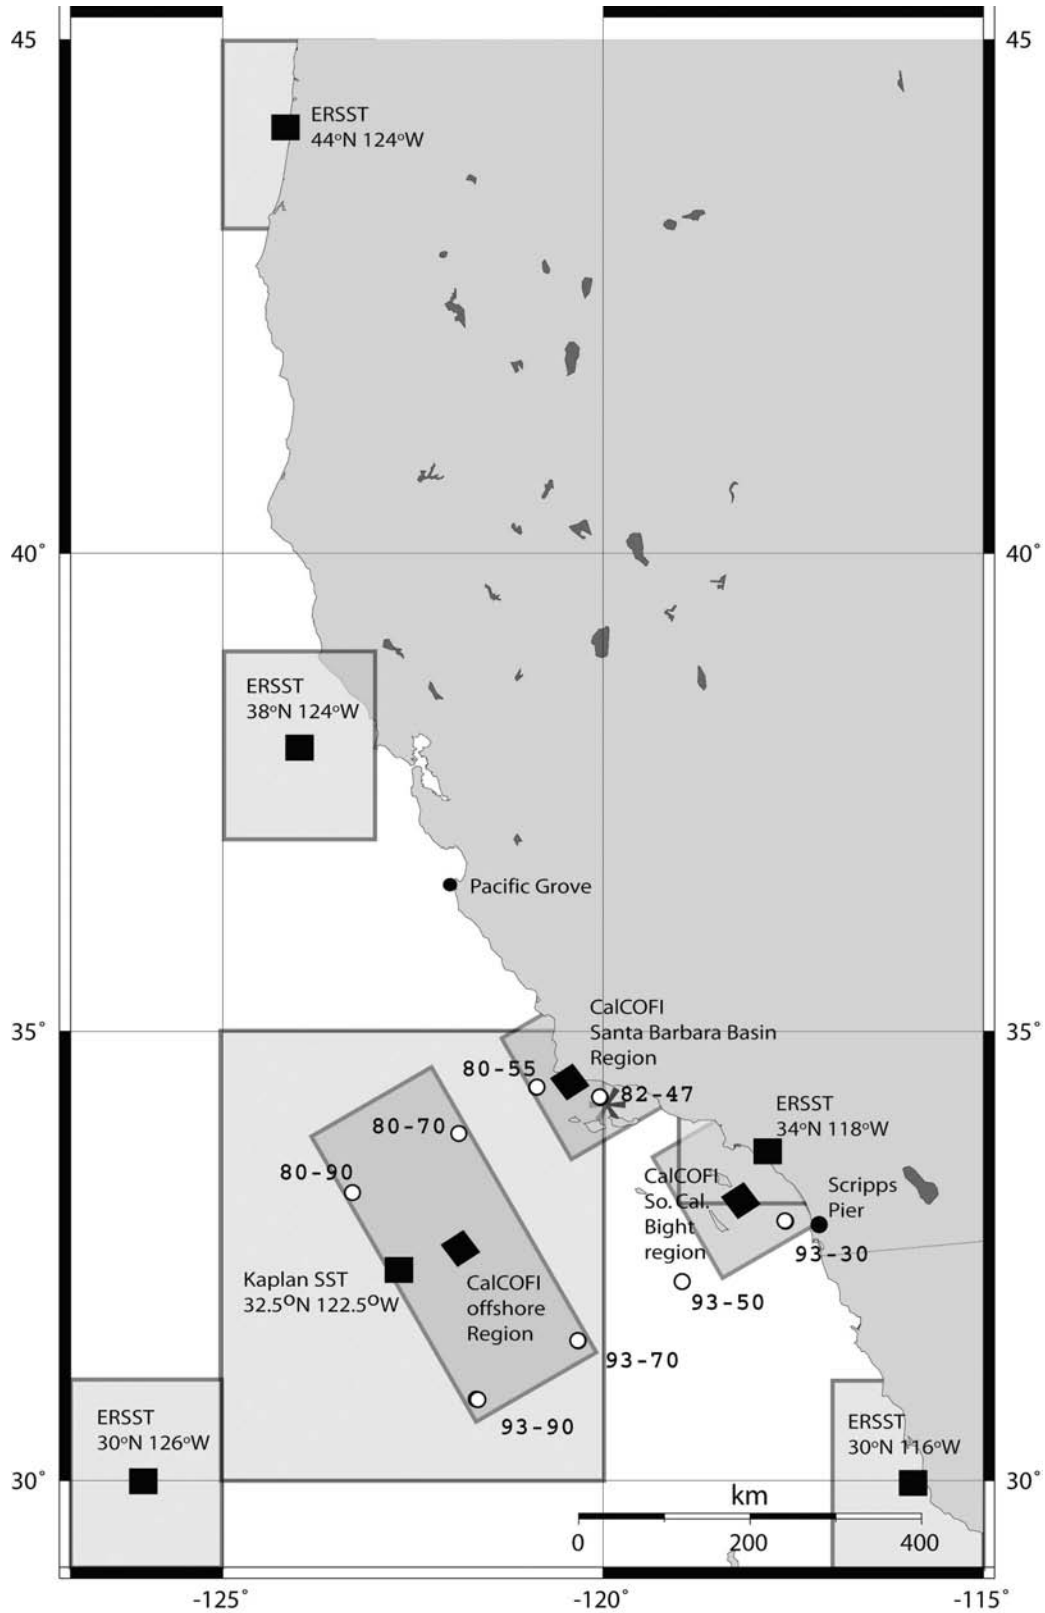 45
45
ERSST
44°N 124°W
40°
40°
ERSST
38°N 124°W
Pacific Grove
35°
35°
CalCOFI
Santa Barbara Basin
Region
80-55
82-47
80-70
80-90
ERSST
34°N 118°W
CalCOFI
So. Cal.
Bight
region
Scripps
Pier
93-30
93-50
Kaplan SST
32.5°N 122.5°W
CalCOFI
offshore
Region
93-70
93-90
ERSST
30°N 126°W
ERSST
30°N 116°W
30°
30°
km
0
200
400
-125°
-120°
-115°